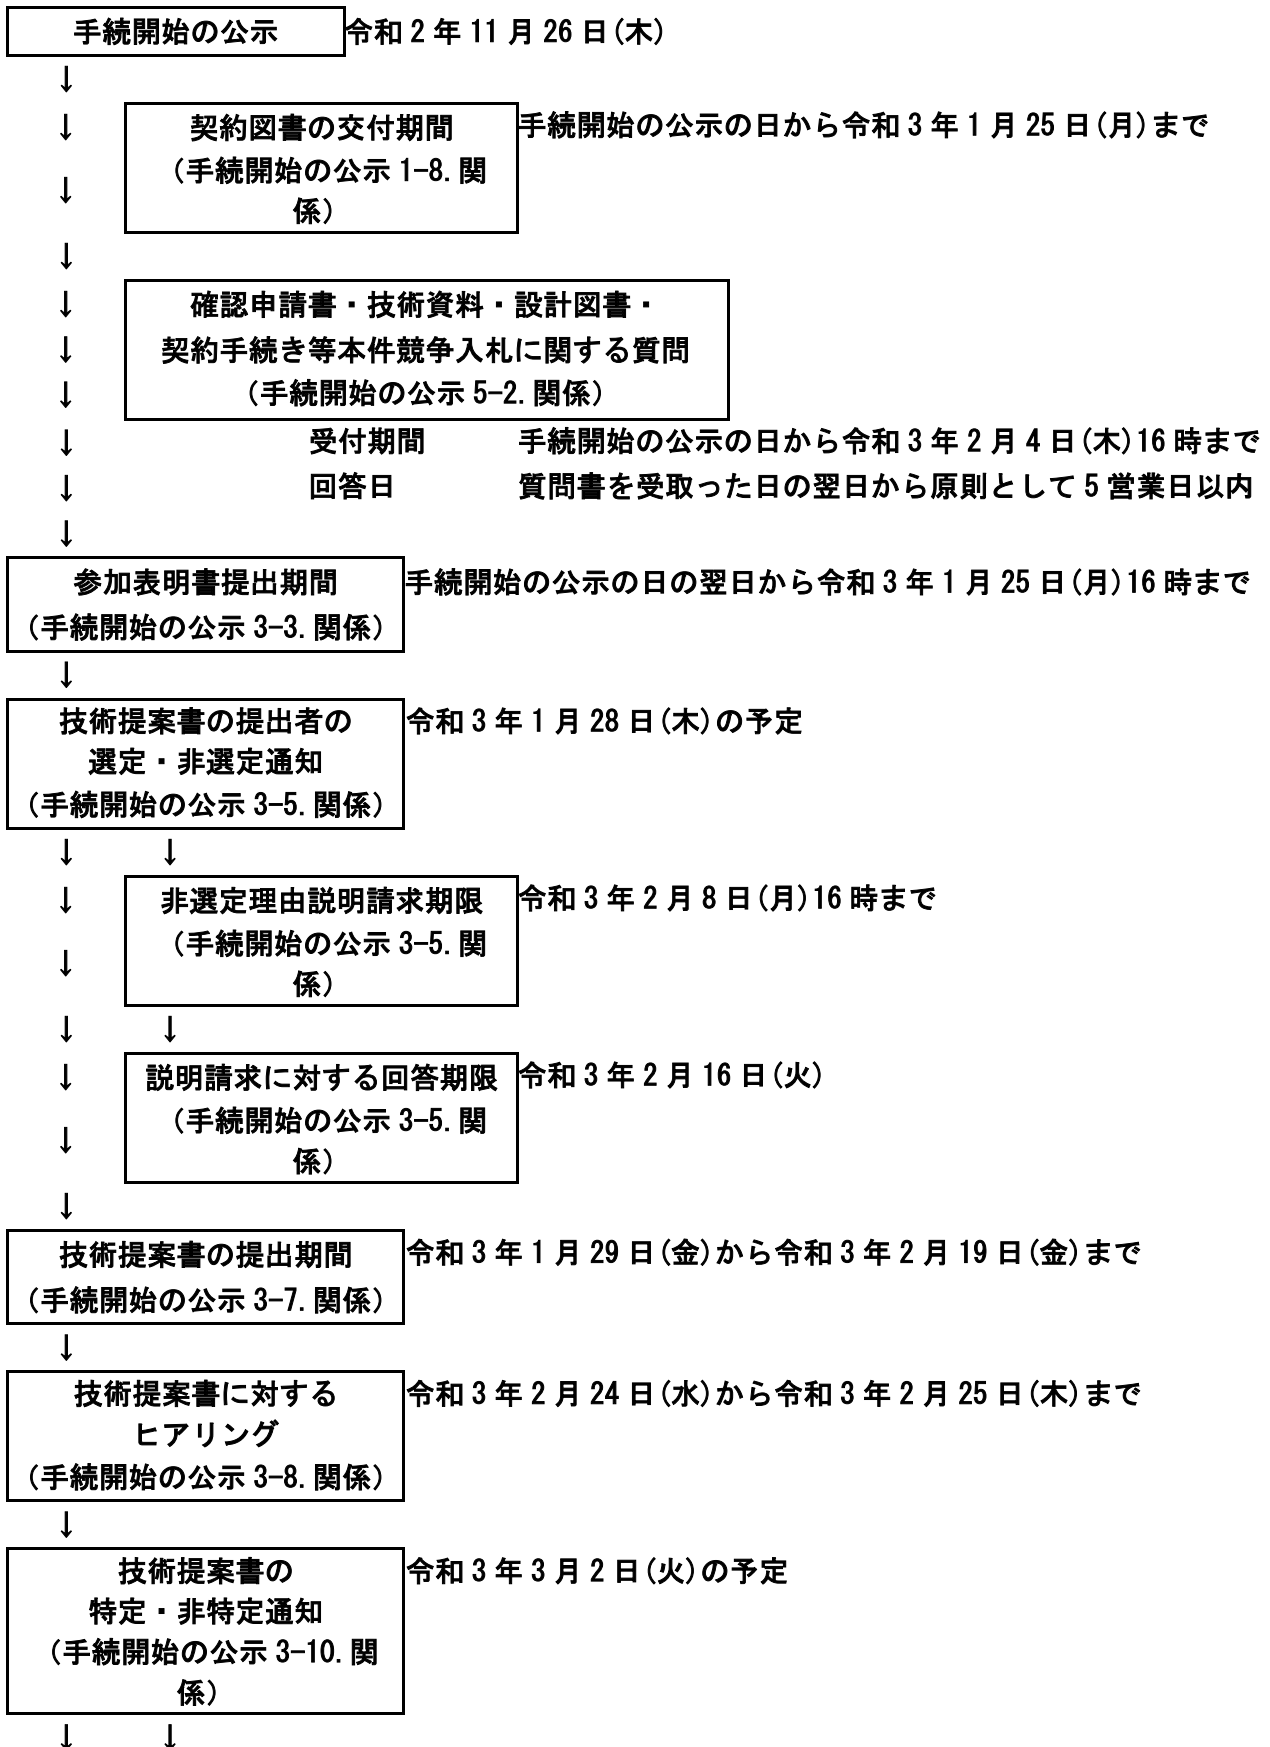 手続開始の公示 令和2年11月26日(木)
↓
↓ 契約図書の交付期間 手続開始の公示の日から令和3年1月25日(月)まで
(手続開始の公示1-8.関
↓
係)
↓
↓ 確認申請書・技術資料・設計図書・
↓ 契約手続き等本件競争入札に関する質問
↓ (手続開始の公示5-2.関係)
↓ 受付期間 手続開始の公示の日から令和3年2月4日(木)16時まで
↓ 回答日 質問書を受取った日の翌日から原則として5営業日以内
↓
参加表明書提出期間 手続開始の公示の日の翌日から令和3年1月25日(月)16時まで
(手続開始の公示3-3.関係)
↓
技術提案書の提出者の 令和3年1月28日(木)の予定
選定・非選定通知
(手続開始の公示3-5.関係)
↓ ↓
↓ 非選定理由説明請求期限 令和3年2月8日(月)16時まで
(手続開始の公示3-5.関
↓
係)
↓ ↓
↓ 説明請求に対する回答期限 令和3年2月16日(火)
(手続開始の公示3-5.関
↓
係)
↓
技術提案書の提出期間 令和3年1月29日(金)から令和3年2月19日(金)まで
(手続開始の公示3-7.関係)
↓
技術提案書に対する 令和3年2月24日(水)から令和3年2月25日(木)まで
ヒアリング
(手続開始の公示3-8.関係)
↓
技術提案書の 令和3年3月2日(火)の予定
特定・非特定通知
(手続開始の公示3-10.関
係)
↓ ↓